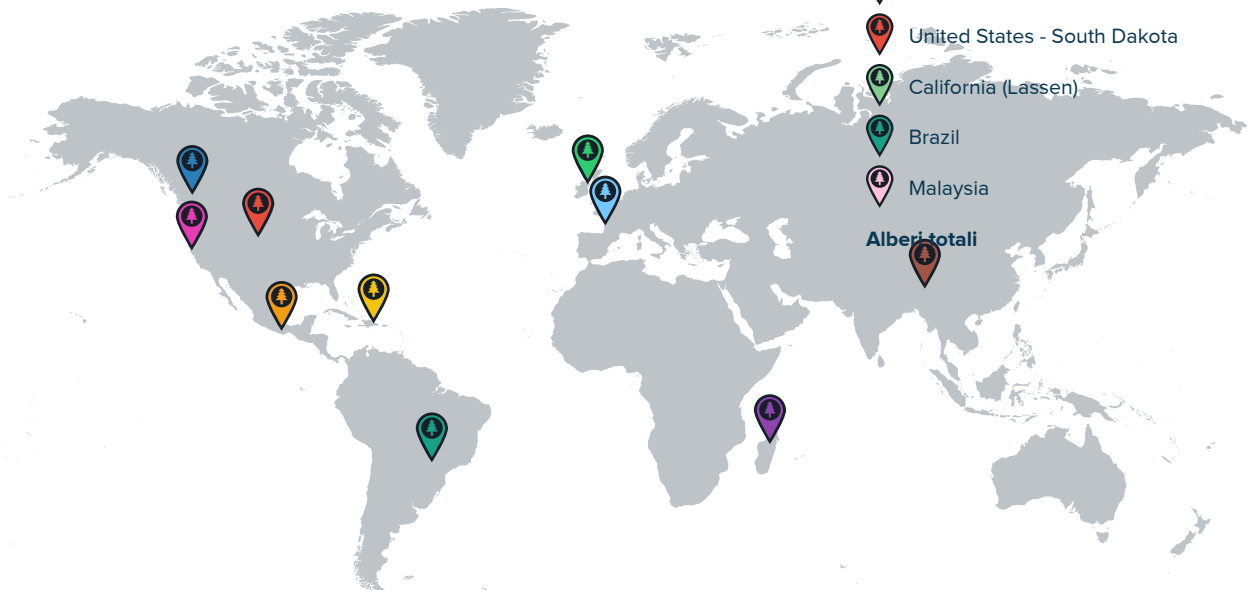 United States - South Dakota
California (Lassen)
Brazil
Malaysia
Alberi totali